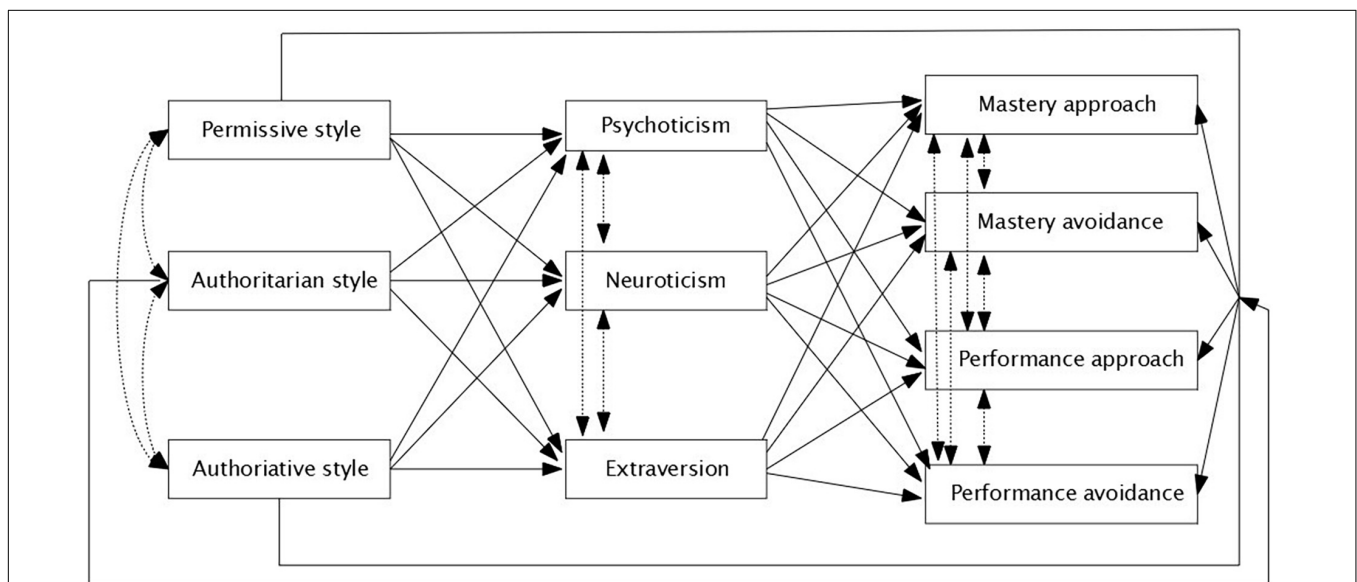 Permissive style
Authoritarian style
Authoriative style
Psychoticism
Neuroticism
Extraversion
Mastery approach
Mastery avoidance
Performance approach
Performance avoidance